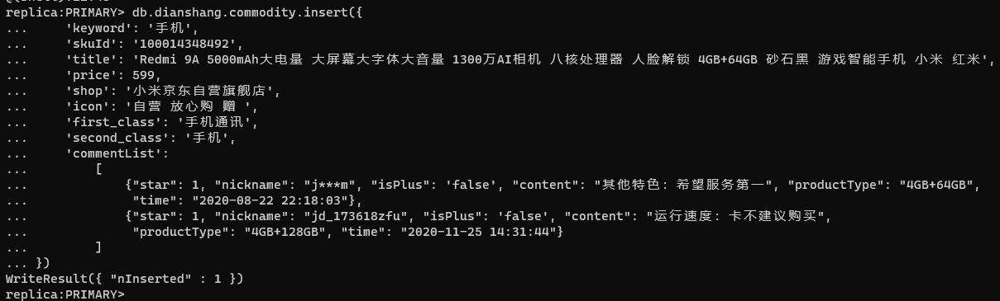 replica:PRIMARY> db.dianshang.commodity.insert({
...     'keyword': '手机',
...     'skuId': '100014348492',
...     'title': 'Redmi 9A 5000mAh大电量 大屏幕大字体大音量 1300万AI相机 八核处理器 人脸解锁 4GB+64GB 砂石黑 游戏智能手机 小米 红米',
...     'price': 599,
...     'shop': '小米京东自营旗舰店',
...     'icon': '自营 放心购 赠 ',
...     'first_class': '手机通讯',
...     'second_class': '手机',
...     'commentList':
...         [
...             {"star": 1, "nickname": "j***m", "isPlus": 'false', "content": "其他特色：希望服务第一", "productType": "4GB+64GB",
...              "time": "2020-08-22 22:18:03"},
...             {"star": 1, "nickname": "jd_173618zfu", "isPlus": 'false', "content": "运行速度：卡不建议购买",
...              "productType": "4GB+128GB", "time": "2020-11-25 14:31:44"}
...         ]
... })
WriteResult({ "nInserted" : 1 })
replica:PRIMARY>